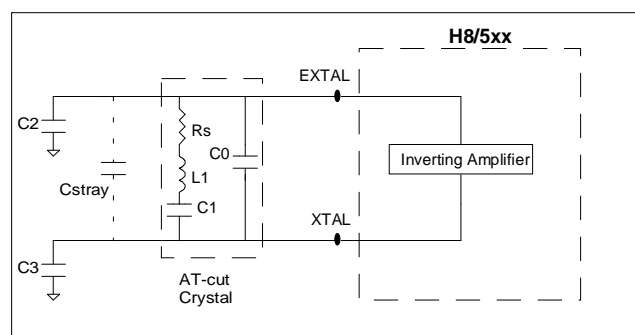 H8/5xx
EXTAL
C2
Rs
C0
Inverting Amplifier
L1
Cstray
C1
XTAL
C3
AT-cut
Crystal